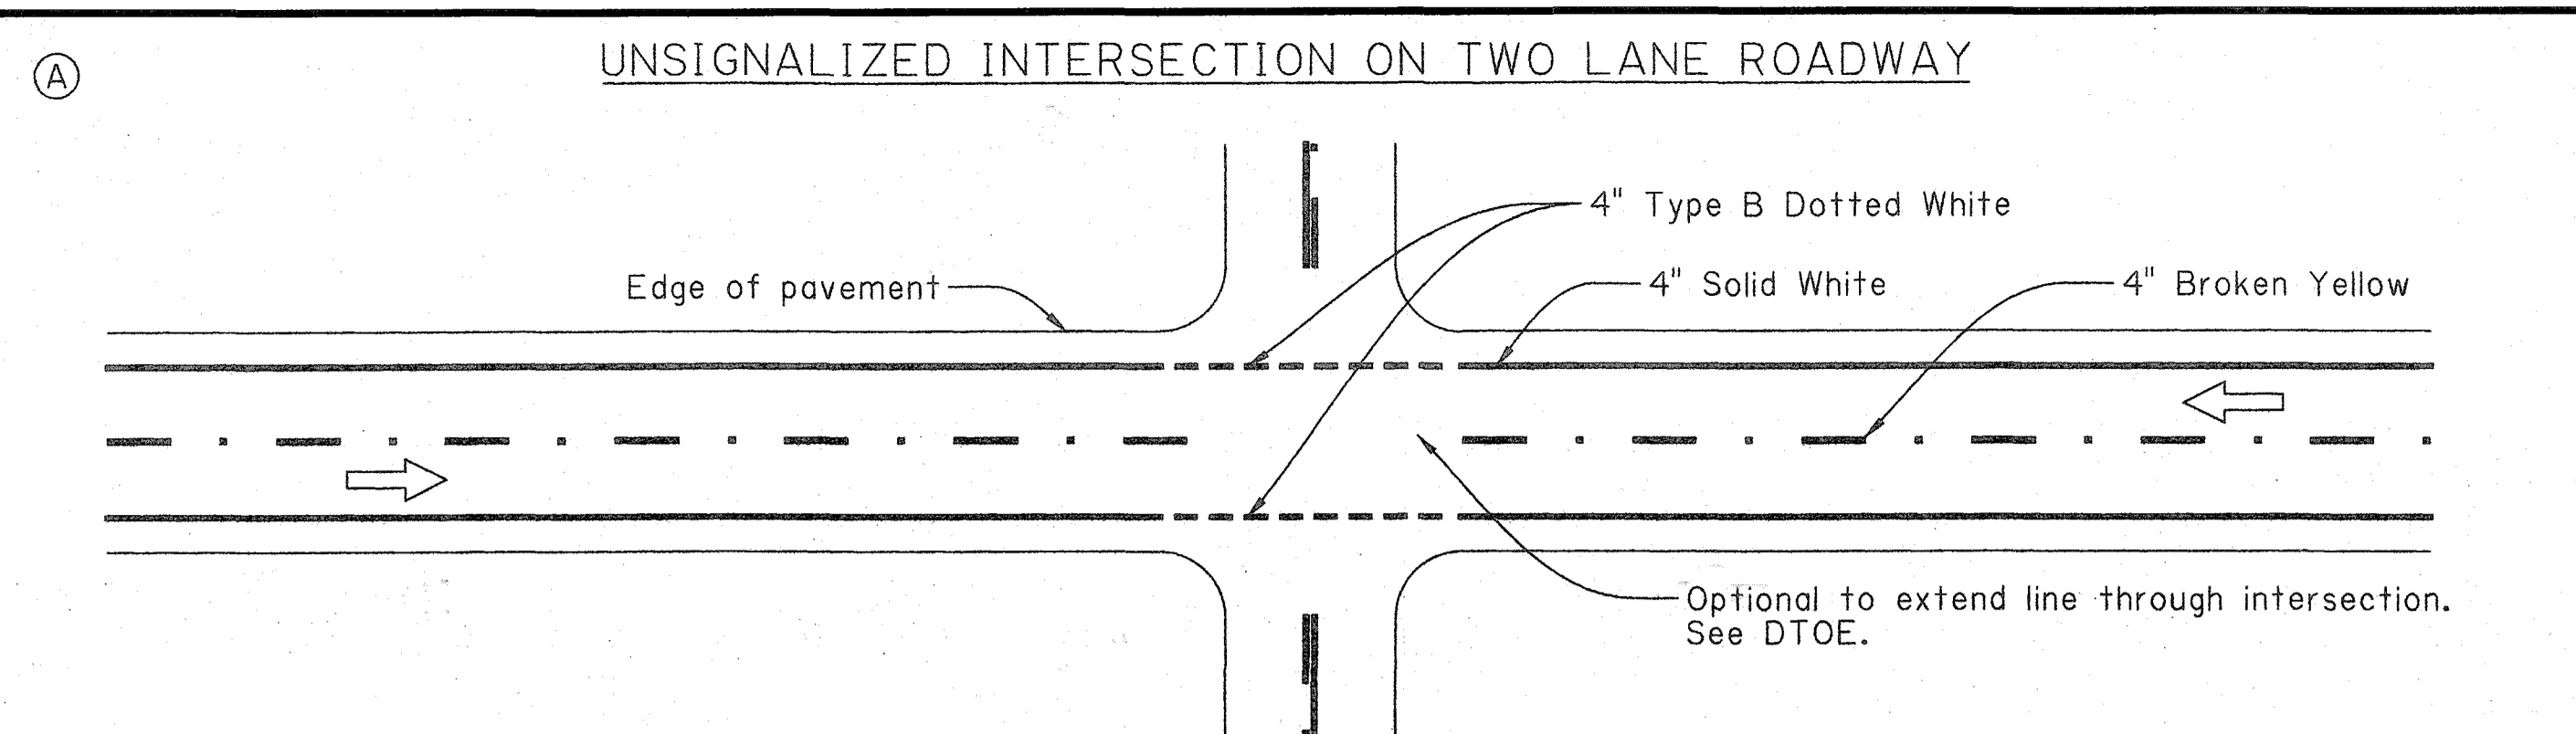 A
UNSIGNALIZED INTERSECTION ON TWO LANE ROADWAY
4" Type B Dotted White
Edge of pavement
4" Solid White
4" Broken Yellow
Optional to extend line through intersection.
See DTOE.